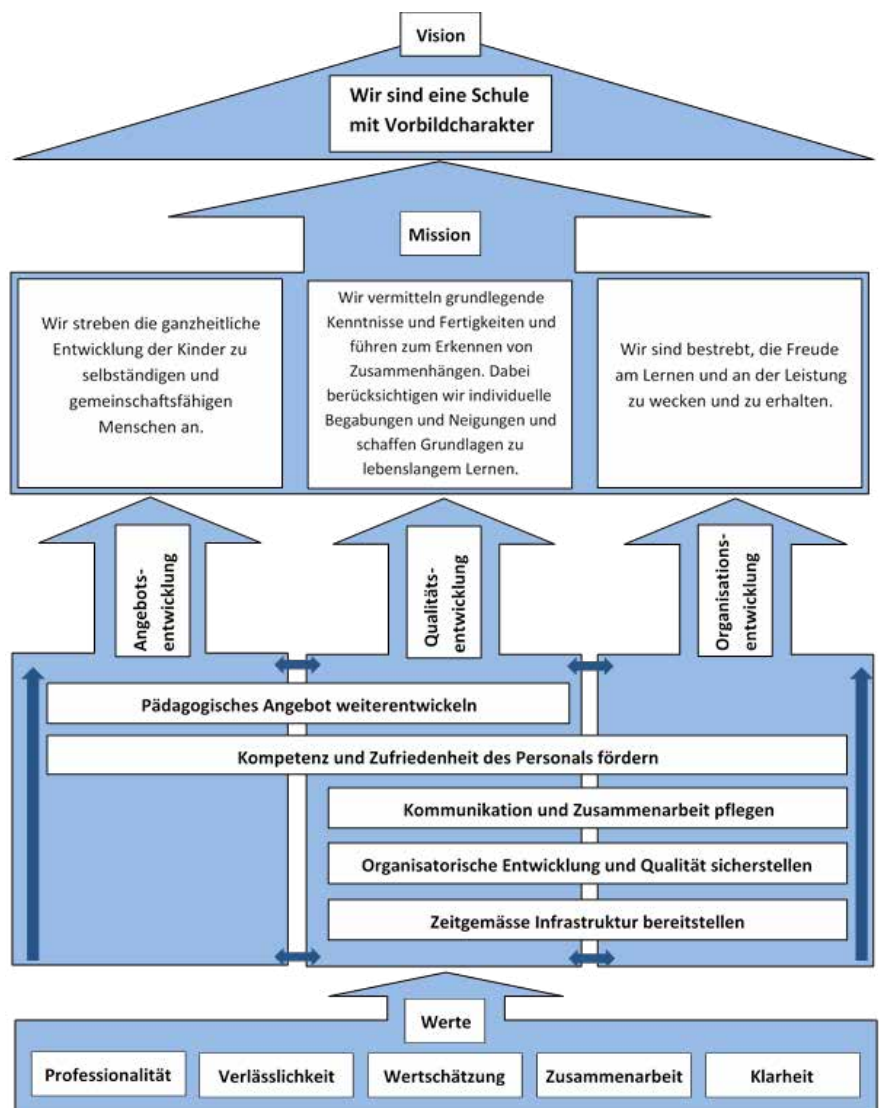 Vision
Wir sind eine Schule
mit Vorbildcharakter
Mission
Wir streben die ganzheitliche
Entwicklung der Kinder zu
selbständigen und
gemeinschaftsfähigen
Menschen an.
Wir vermitteln grundlegende
Kenntnisse und Fertigkeiten und
führen zum Erkennen von
Zusammenhängen. Dabei
berücksichtigen wir individuelle
Begabungen und Neigungen und
schaffen Grundlagen zu
lebenslangem Lernen.
Wir sind bestrebt, die Freude
am Lernen und an der Leistung
zu wecken und zu erhalten.
Angebots-
entwicklung
Qualitäts-
entwicklung
Organisations-
entwicklung
Pädagogisches Angebot weiterentwickeln
Kompetenz und Zufriedenheit des Personals fördern
Kommunikation und Zusammenarbeit pflegen
Organisatorische Entwicklung und Qualität sicherstellen
Zeitgemässe Infrastruktur bereitstellen
Werte
Professionalität
Verlässlichkeit
Wertschätzung
Zusammenarbeit
Klarheit